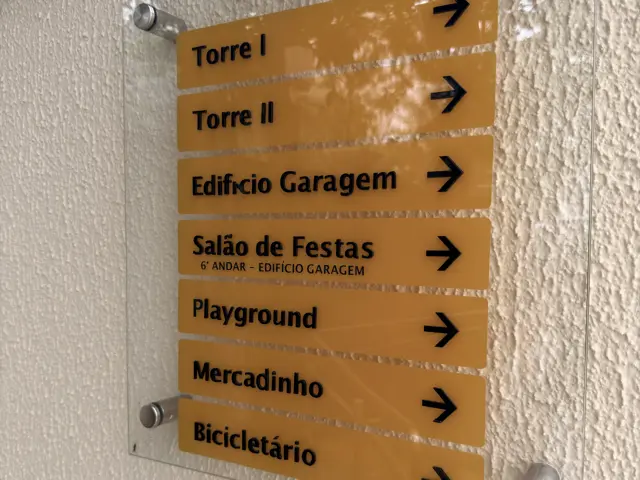 Torre I
Torre II
Edifício Garagem
Salão de Festas
6° ANDAR - EDIFÍCIO GARAGEM
Playground
Mercadinho
Bicicletário